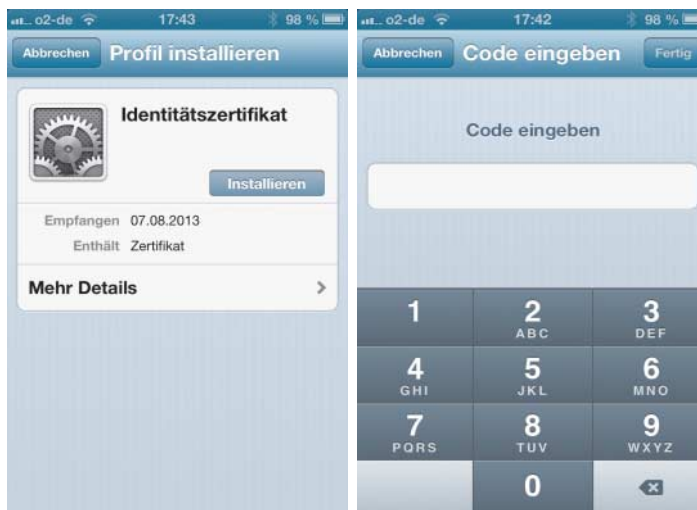 o2-de 17:43 98 %
Abbrechen Profil installieren
Identitätszertifikat
Installieren
Empfangen 07.08.2013
Enthält Zertifikat
Mehr Details
o2-de 17:42 98 %
Abbrechen Code eingeben Fertig
Code eingeben
1 2 3
ABC DEF
4 5 6
GHI JKL MNO
7 8 9
PQRS TUV WXYZ
0